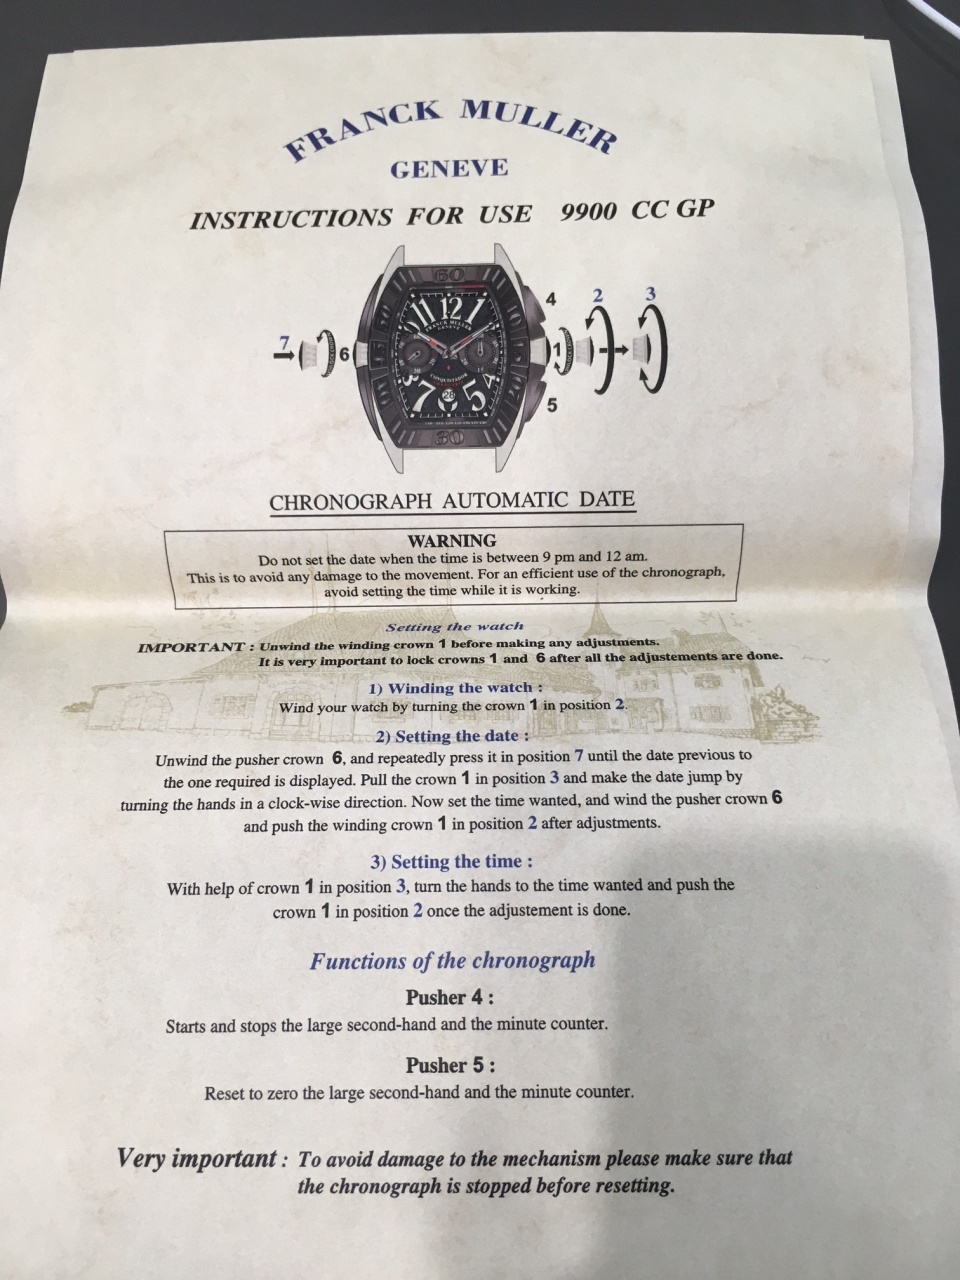 FRANCK MULLER
GENEVE
INSTRUCTIONS FOR USE 9900 CC GP
60
11 12 1
FRANCK MULLER
GENEVE
CONQUISTADOR
28
7 5
30
4
2
3
7
6
1
5
CHRONOGRAPH AUTOMATIC DATE
WARNING
Do not set the date when the time is between 9 pm and 12 am.
This is to avoid any damage to the movement. For an efficient use of the chronograph,
avoid setting the time while it is working.
Setting the watch
IMPORTANT : Unwind the winding crown 1 before making any adjustments.
It is very important to lock crowns 1 and 6 after all the adjustements are done.
1) Winding the watch :
Wind your watch by turning the crown 1 in position 2.
2) Setting the date :
Unwind the pusher crown 6, and repeatedly press it in position 7 until the date previous to
the one required is displayed. Pull the crown 1 in position 3 and make the date jump by
turning the hands in a clock-wise direction. Now set the time wanted, and wind the pusher crown 6
and push the winding crown 1 in position 2 after adjustments.
3) Setting the time :
With help of crown 1 in position 3, turn the hands to the time wanted and push the
crown 1 in position 2 once the adjustement is done.
Functions of the chronograph
Pusher 4 :
Starts and stops the large second-hand and the minute counter.
Pusher 5 :
Reset to zero the large second-hand and the minute counter.
Very important : To avoid damage to the mechanism please make sure that
the chronograph is stopped before resetting.